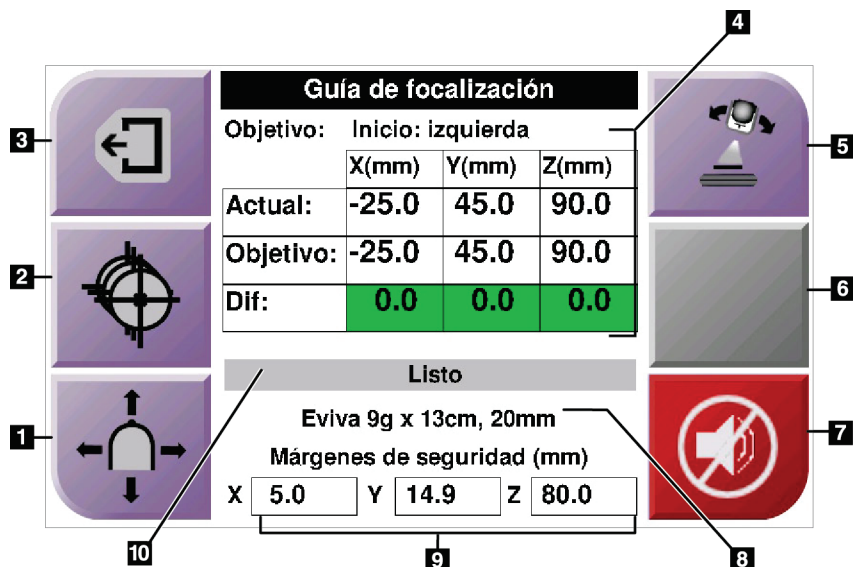 4
Guía de focalización
3
Objetivo: Inicio: izquierda
5
X(mm) Y(mm) Z(mm)
Actual: -25.0 45.0 90.0
Objetivo: -25.0 45.0 90.0
2
6
Dif: 0.0 0.0 0.0
Listo
Eviva 9g x 13cm, 20mm
1
7
Márgenes de seguridad (mm)
X 5.0 Y 14.9 Z 80.0
10
9
8